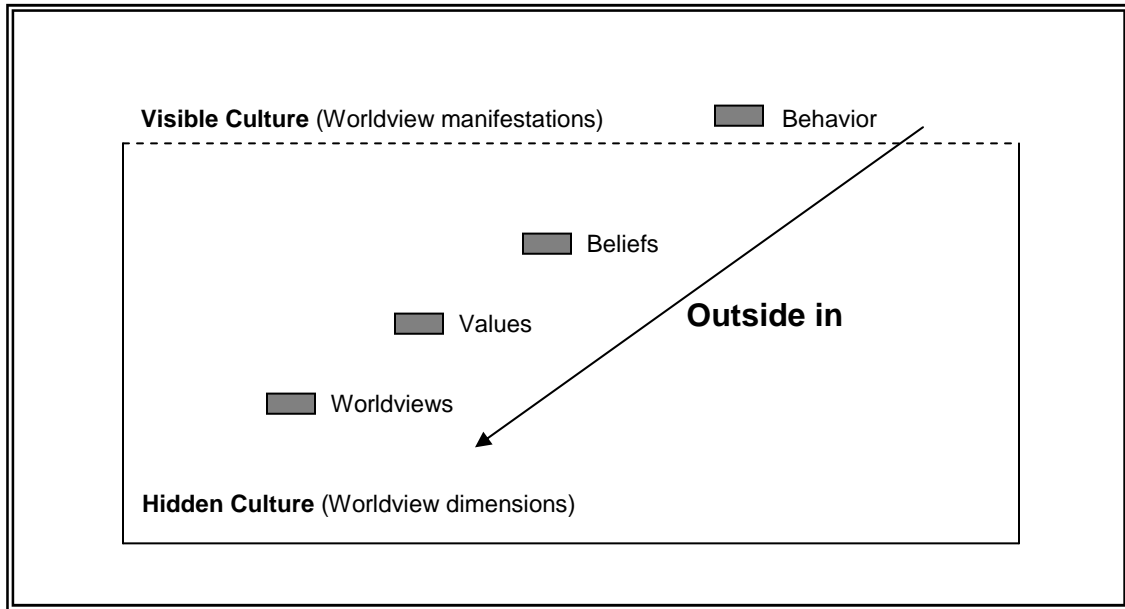 Visible Culture (Worldview manifestations) Behavior
Beliefs
Outside in
Values
Worldviews
Hidden Culture (Worldview dimensions)